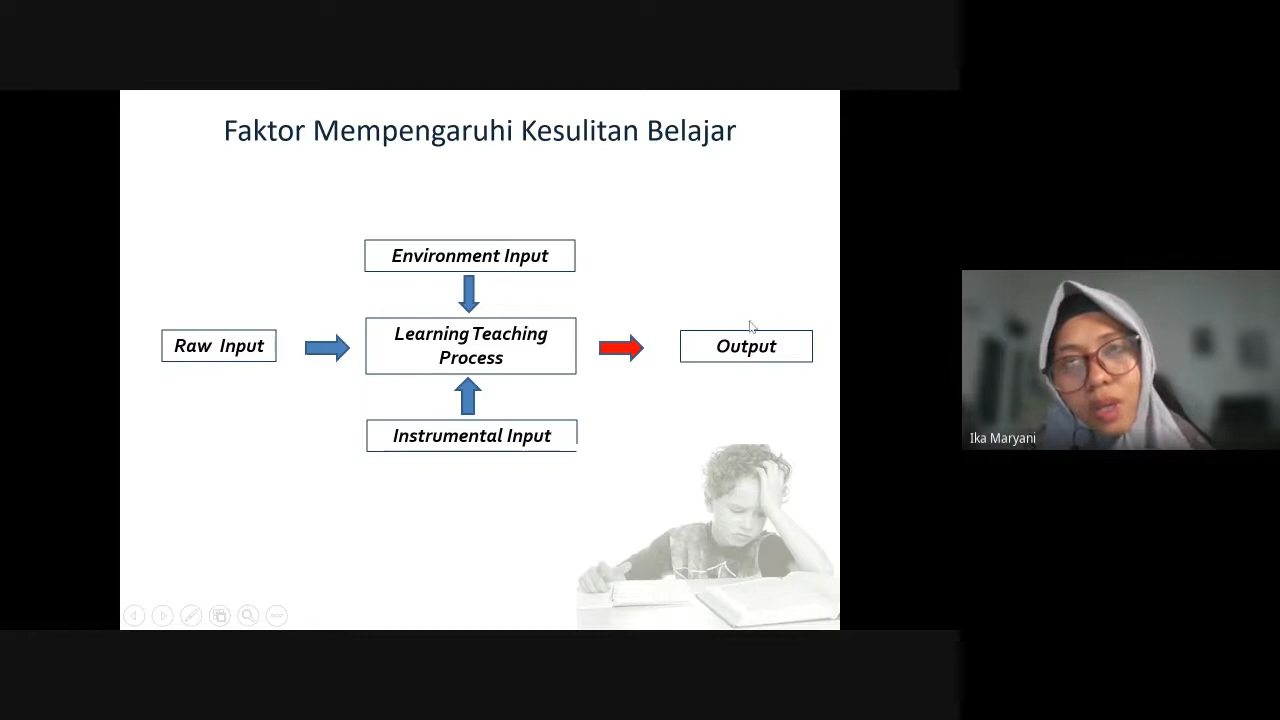 Faktor Mempengaruhi Kesulitan Belajar
Environment Input
Raw Input
Learning Teaching
Process
Output
Instrumental Input
Ika Maryani